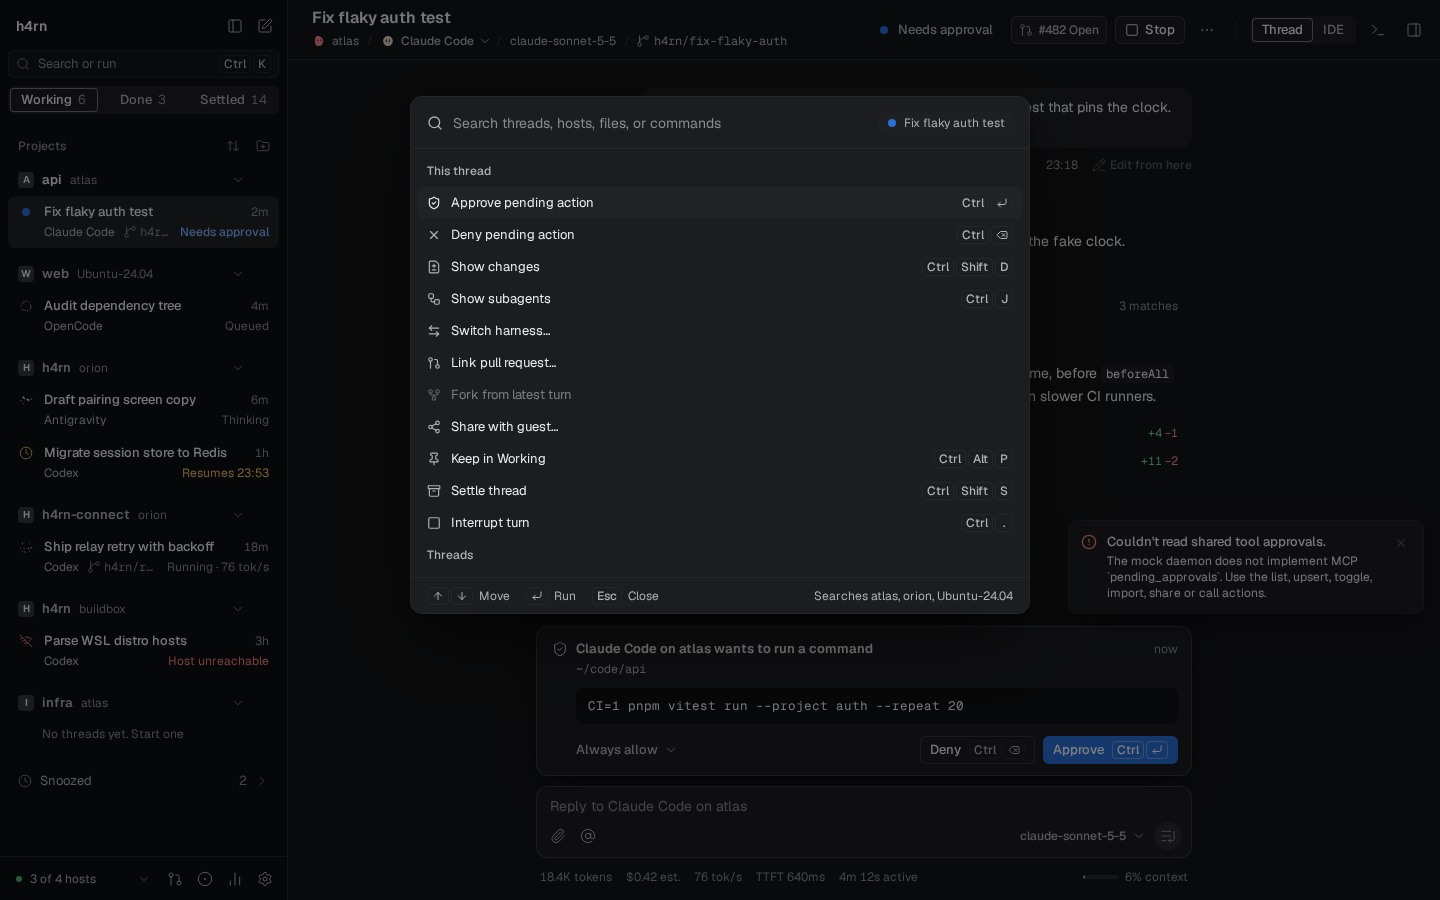 h4rn
Search or run Ctrl K
Working 6 Done 3 Settled 14
Projects
A api atlas
Fix flaky auth test 2m
Claude Code h4r… Needs approval
W web Ubuntu-24.04
Audit dependency tree 4m
OpenCode Queued
H h4rn orion
Draft pairing screen copy 6m
Antigravity Thinking
Migrate session store to Redis 1h
Codex Resumes 23:53
H h4rn-connect orion
Ship relay retry with backoff 18m
Codex h4rn/r… Running · 76 tok/s
H h4rn buildbox
Parse WSL distro hosts 3h
Codex Host unreachable
I infra atlas
No threads yet. Start one
Snoozed 2
3 of 4 hosts
Fix flaky auth test
atlas / Claude Code / claude-sonnet-5-5 / h4rn/fix-flaky-auth
Needs approval #482 Open Stop ··· Thread IDE
est that pins the clock.
23:18 Edit from here
the fake clock.
3 matches
me, before beforeAll
n slower CI runners.
+4 −1
+11 −2
Search threads, hosts, files, or commands Fix flaky auth test
This thread
Approve pending action Ctrl
Deny pending action Ctrl
Show changes Ctrl Shift D
Show subagents Ctrl J
Switch harness…
Link pull request…
Fork from latest turn
Share with guest…
Keep in Working Ctrl Alt P
Settle thread Ctrl Shift S
Interrupt turn Ctrl .
Threads
↑ ↓ Move Run Esc Close Searches atlas, orion, Ubuntu-24.04
Couldn't read shared tool approvals.
The mock daemon does not implement MCP
`pending_approvals`. Use the list, upsert, toggle,
import, share or call actions.
Claude Code on atlas wants to run a command now
~/code/api
CI=1 pnpm vitest run --project auth --repeat 20
Always allow Deny Ctrl Approve Ctrl
Reply to Claude Code on atlas
claude-sonnet-5-5
18.4K tokens $0.42 est. 76 tok/s TTFT 640ms 4m 12s active 6% context